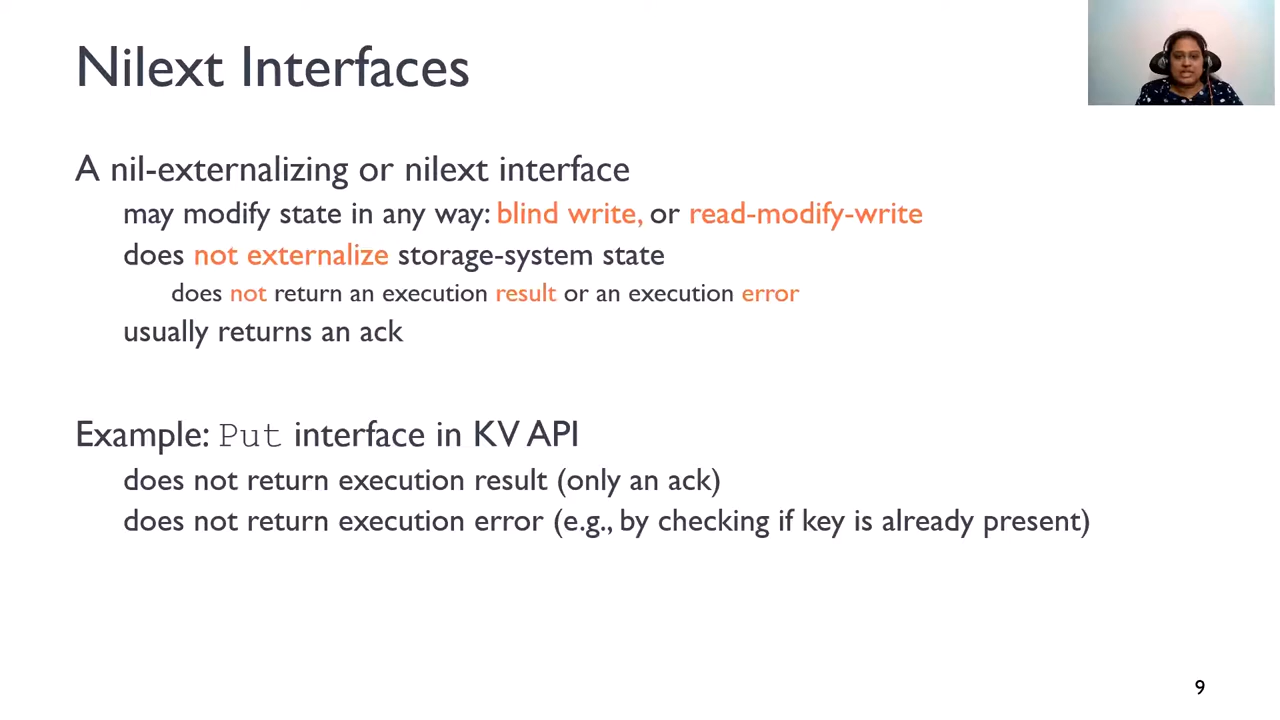 Nilext Interfaces
A nil-externalizing or nilext interface
may modify state in any way: blind write, or read-modify-write
does not externalize storage-system state
does not return an execution result or an execution error
usually returns an ack
Example: Put interface in KV API
does not return execution result (only an ack)
does not return execution error (e.g., by checking if key is already present)
9